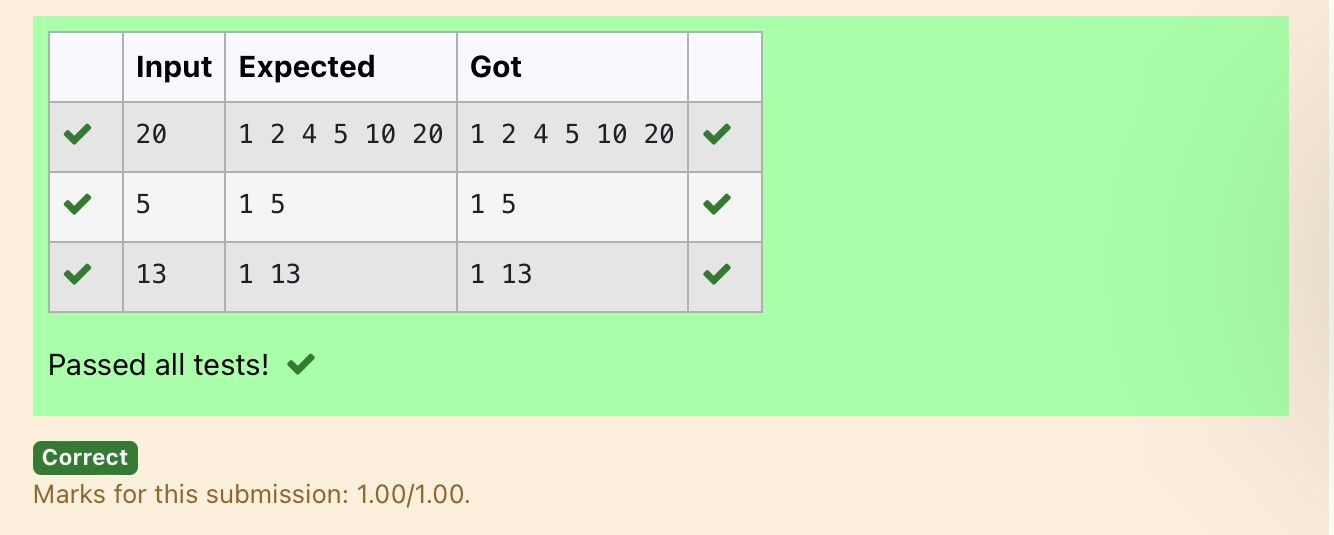 Input Expected Got
20 1 2 4 5 10 20 1 2 4 5 10 20
5 1 5 1 5
13 1 13 1 13
Passed all tests!
Correct
Marks for this submission: 1.00/1.00.